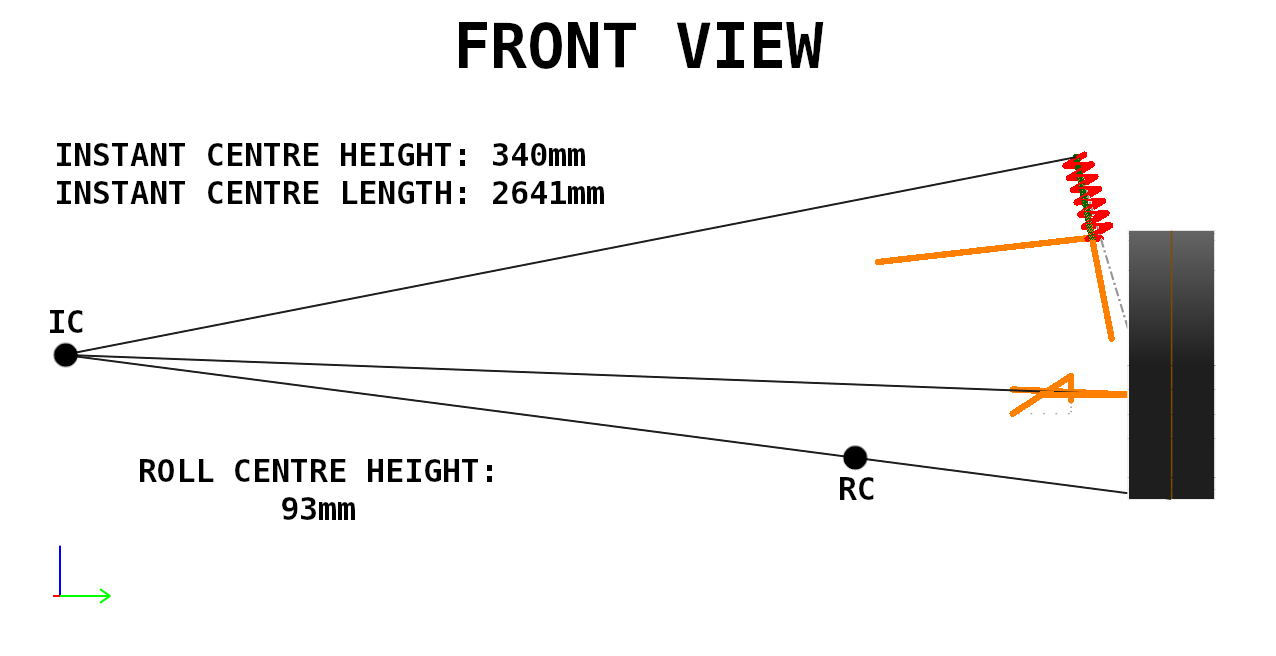 FRONT VIEW
INSTANT CENTRE HEIGHT: 340mm
INSTANT CENTRE LENGTH: 2641mm
IC
ROLL CENTRE HEIGHT:
93mm
RC